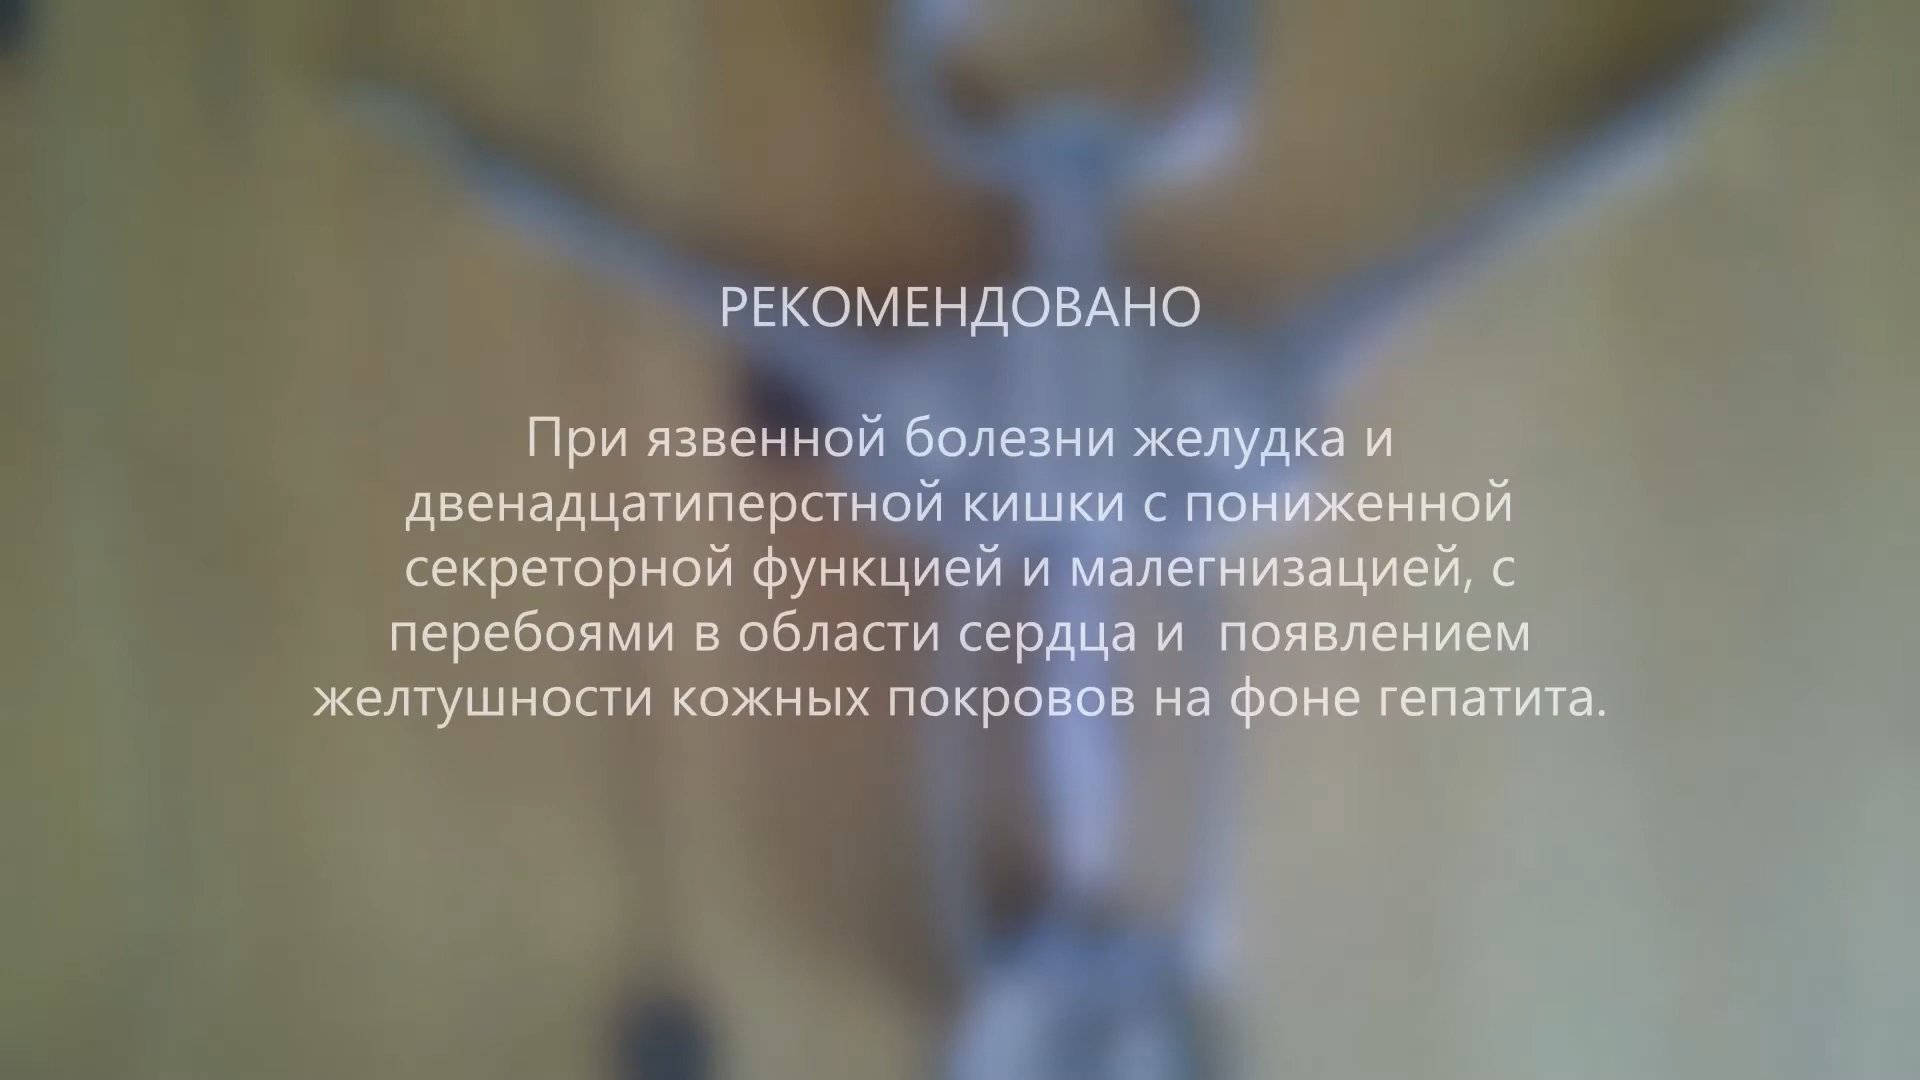 РЕКОМЕНДОВАНО
При язвенной болезни желудка и
двенадцатиперстной кишки с пониженной
секреторной функцией и малегнизацией, с
перебоями в области сердца и  появлением
желтушности кожных покровов на фоне гепатита.